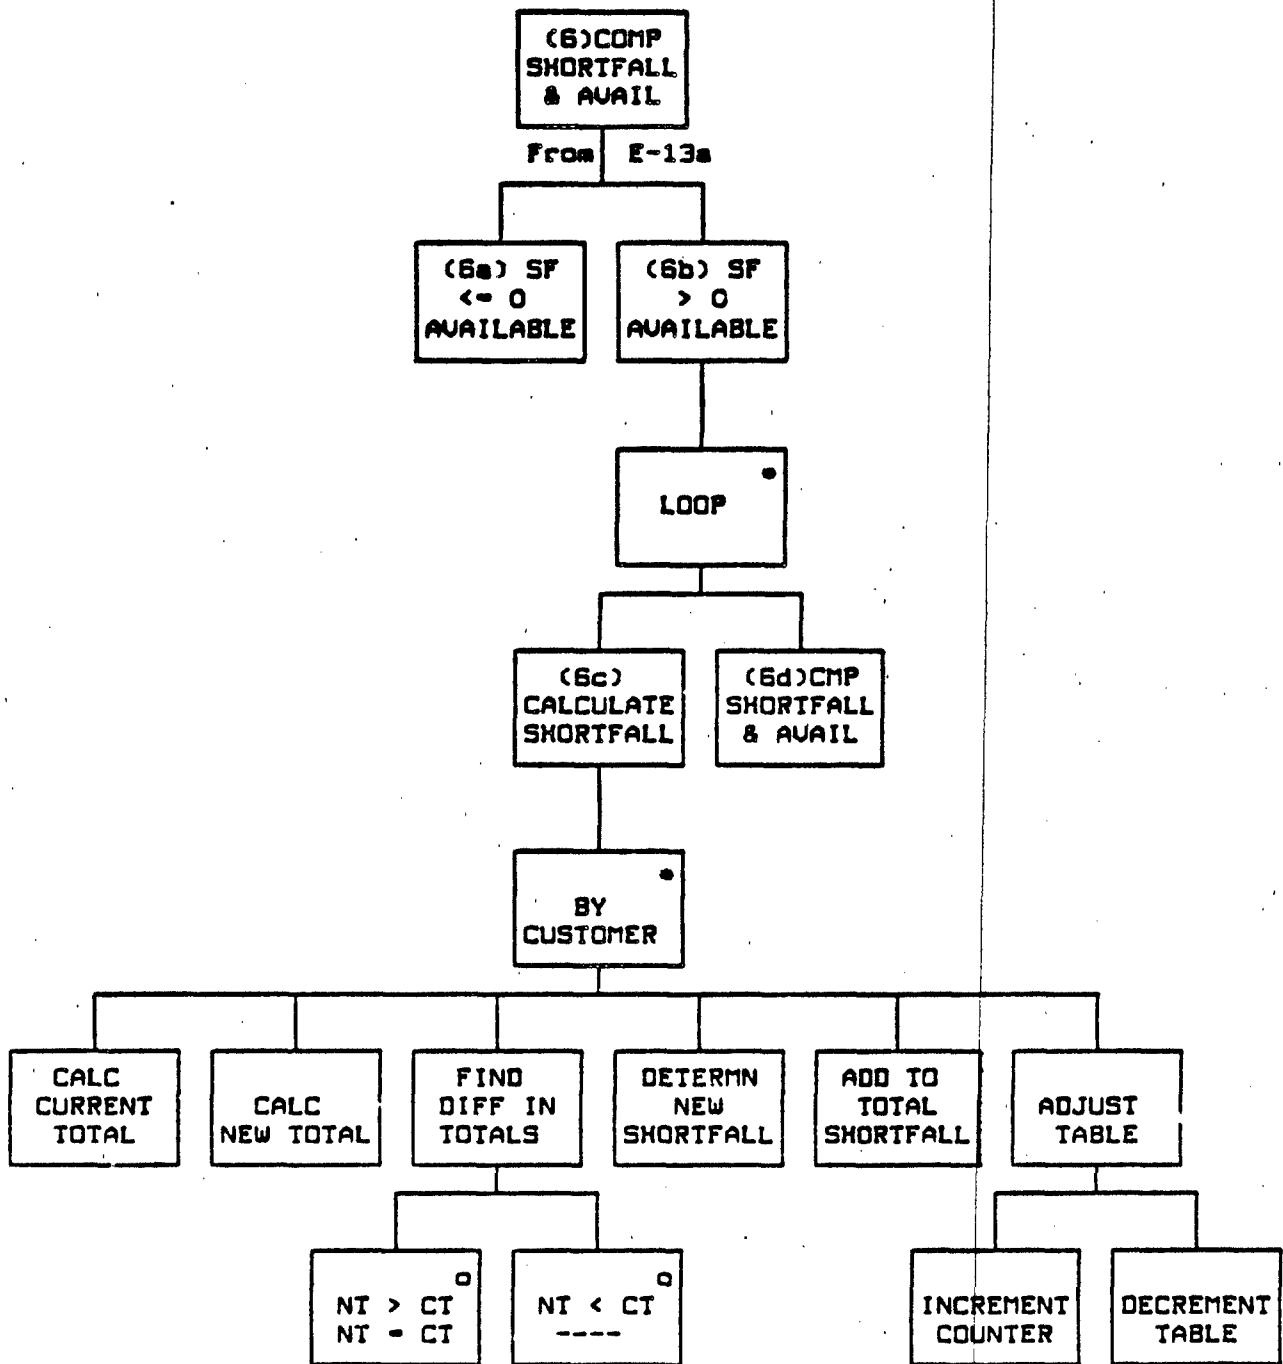 (6)COMP
SHORTFALL
& AVAIL
From E-13a
(6a) SF
<= 0
AVAILABLE
(6b) SF
> 0
AVAILABLE
*
LOOP
(6c)
CALCULATE
SHORTFALL
(6d)CMP
SHORTFALL
& AVAIL
*
BY
CUSTOMER
CALC
CURRENT
TOTAL
CALC
NEW TOTAL
FIND
DIFF IN
TOTALS
DETERMN
NEW
SHORTFALL
ADD TO
TOTAL
SHORTFALL
ADJUST
TABLE
o
NT > CT
NT = CT
o
NT < CT
----
INCREMENT
COUNTER
DECREMENT
TABLE